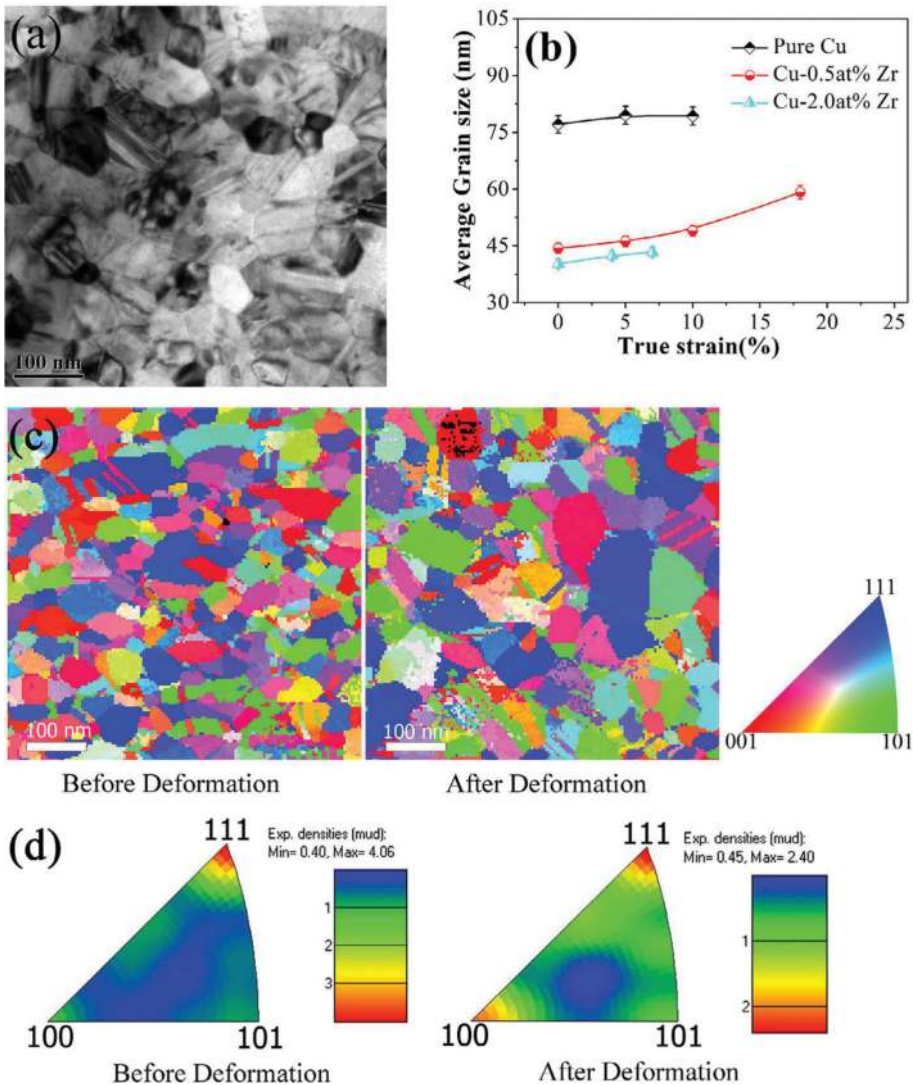 (a)
100 nm
(b)
Average Grain size (nm)
105
90
75
60
45
30
Pure Cu
Cu-0.5at% Zr
Cu-2.0at% Zr
0 5 10 15 20 25
True strain(%)
(c)
100 nm
100 nm
111
001
101
Before Deformation
After Deformation
(d)
111
Exp. densities (mud):
Min= 0.40, Max= 4.06
1
2
3
100
101
Before Deformation
111
Exp. densities (mud):
Min= 0.45, Max= 2.40
1
2
100
101
After Deformation